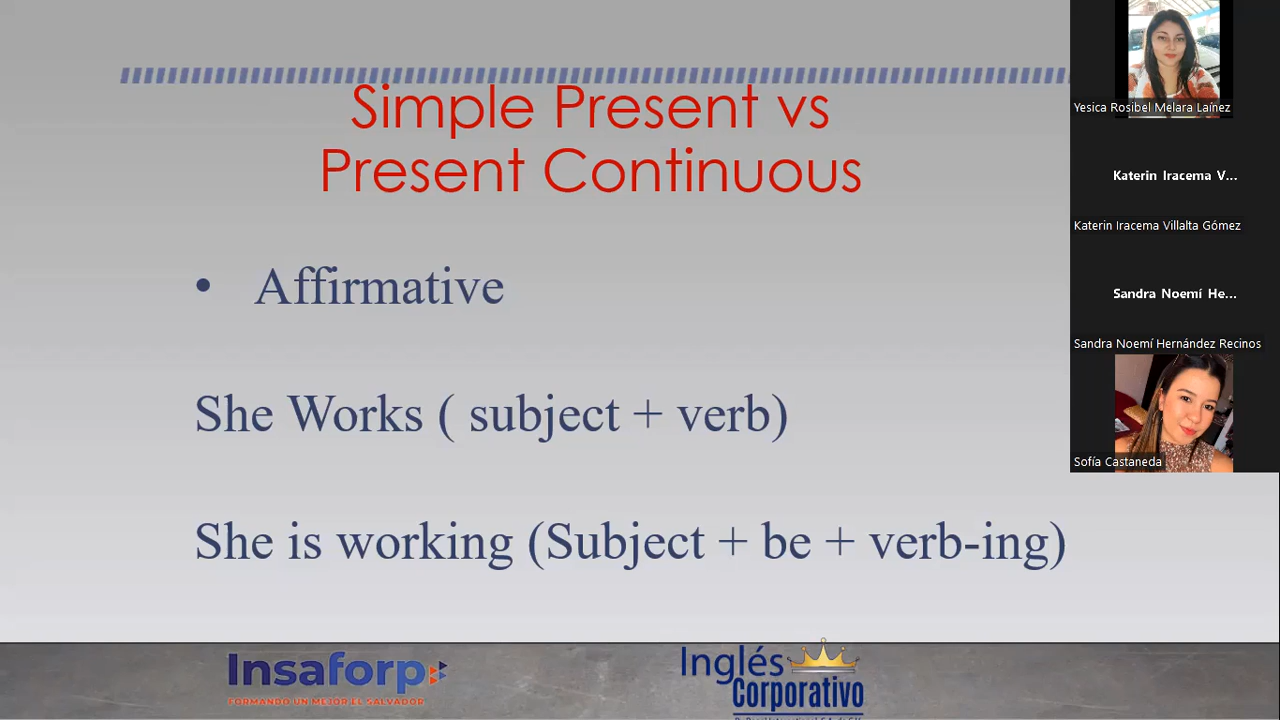 Simple Present vs
Present Continuous
• Affirmative
She Works ( subject + verb)
She is working (Subject + be + verb-ing)
Insaforp
FORMANDO UN MEJOR EL SALVADOR
Inglés
Corporativo
Yesica Rosibel Melara Laínez
Katerin Iracema V...
Katerin Iracema Villalta Gómez
Sandra Noemí He...
Sandra Noemí Hernández Recinos
Sofía Castaneda